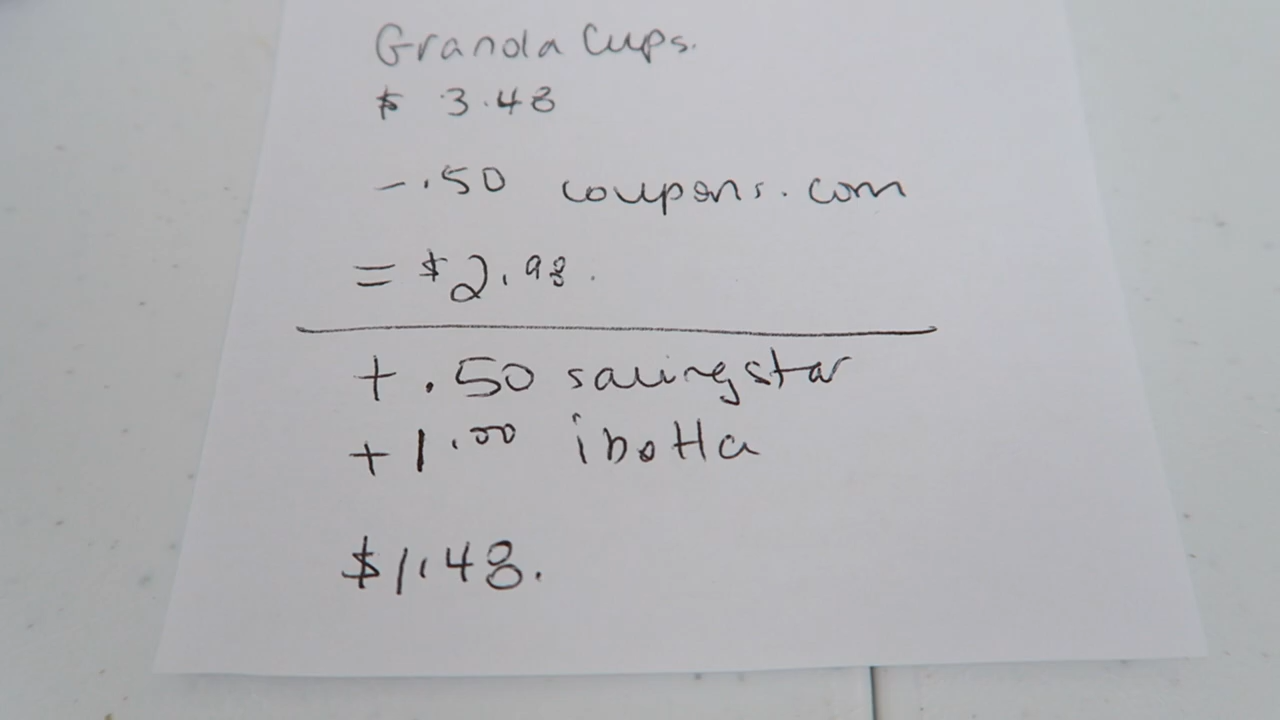 Granola Cups.
$ 3.48
-.50 coupons.com
= $2.98.
+ .50 savingstar
+ 1.00 ibotta
$1.48.